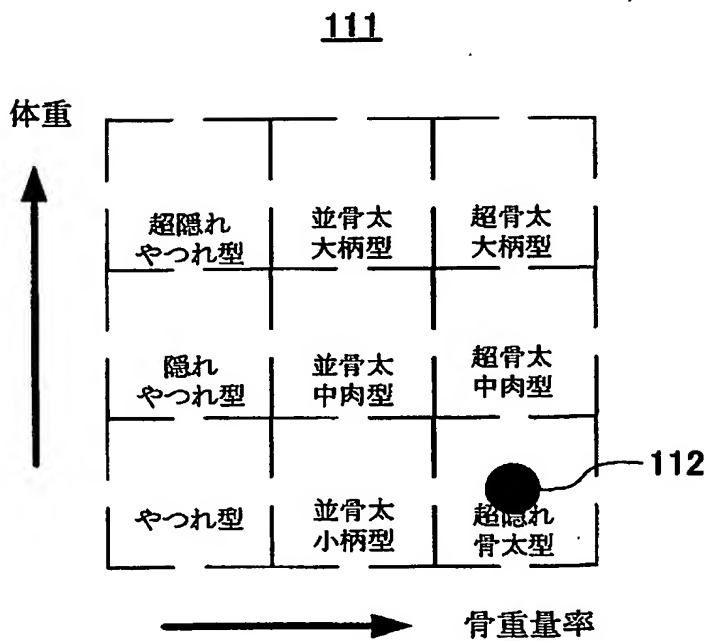 111
体重
超隠れ
やつれ型
並骨太
大柄型
超骨太
大柄型
隠れ
やつれ型
並骨太
中肉型
超骨太
中肉型
112
やつれ型
並骨太
小柄型
超隠れ
骨太型
骨重量率